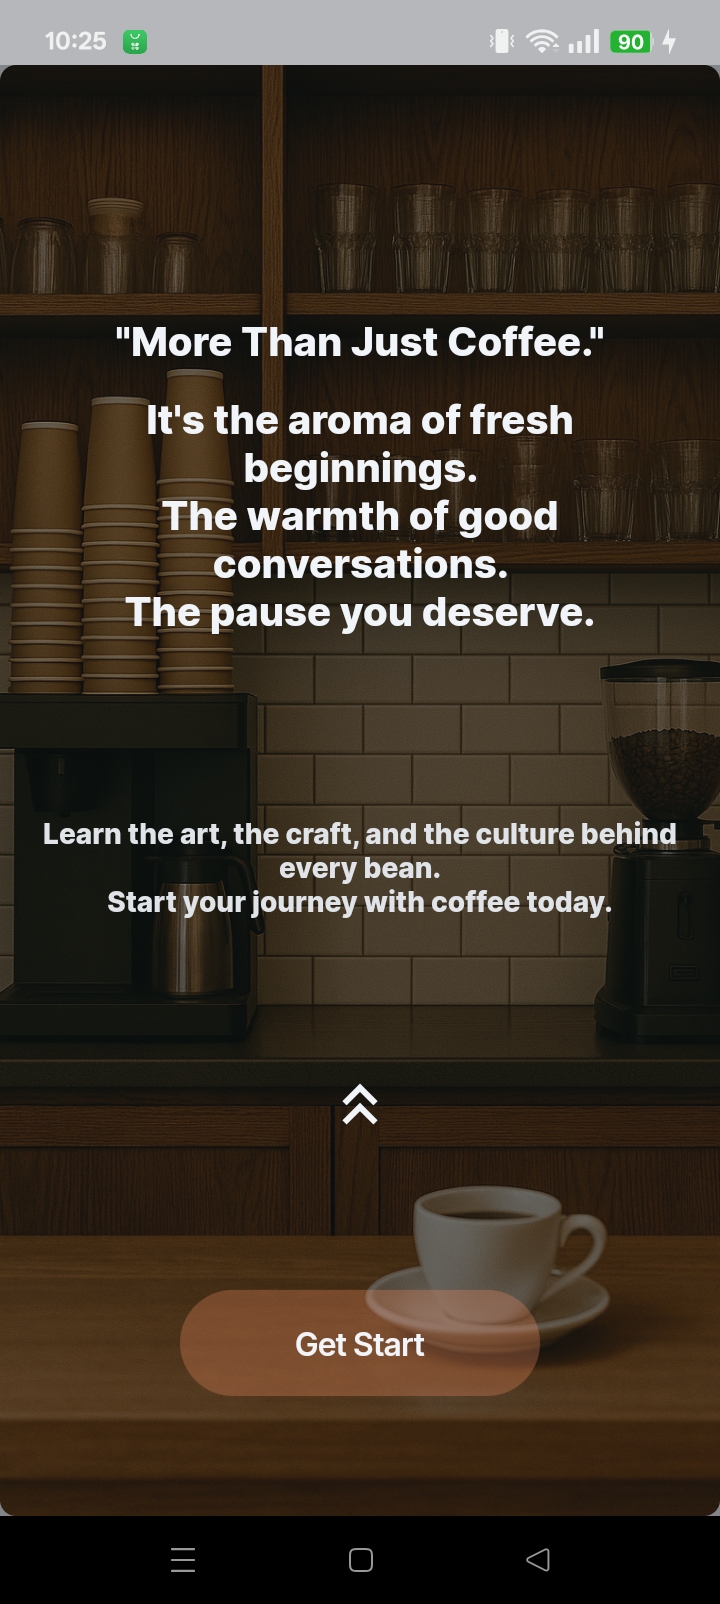 10:25
90
"More Than Just Coffee."
It's the aroma of fresh
beginnings.
The warmth of good
conversations.
The pause you deserve.
Learn the art, the craft, and the culture behind
every bean.
Start your journey with coffee today.
Get Start